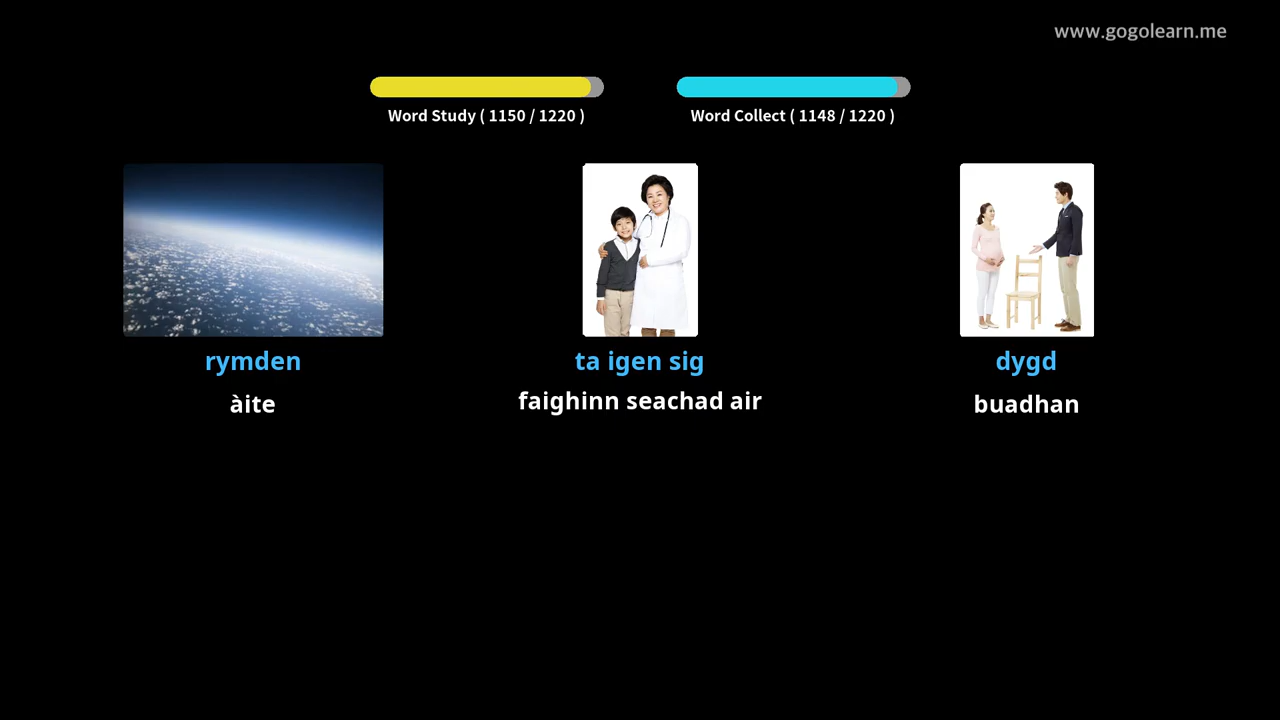 www.gogolearn.me
Word Study ( 1150 / 1220 )
Word Collect ( 1148 / 1220 )
rymden
ta igen sig
dygd
àite
faighinn seachad air
buadhan